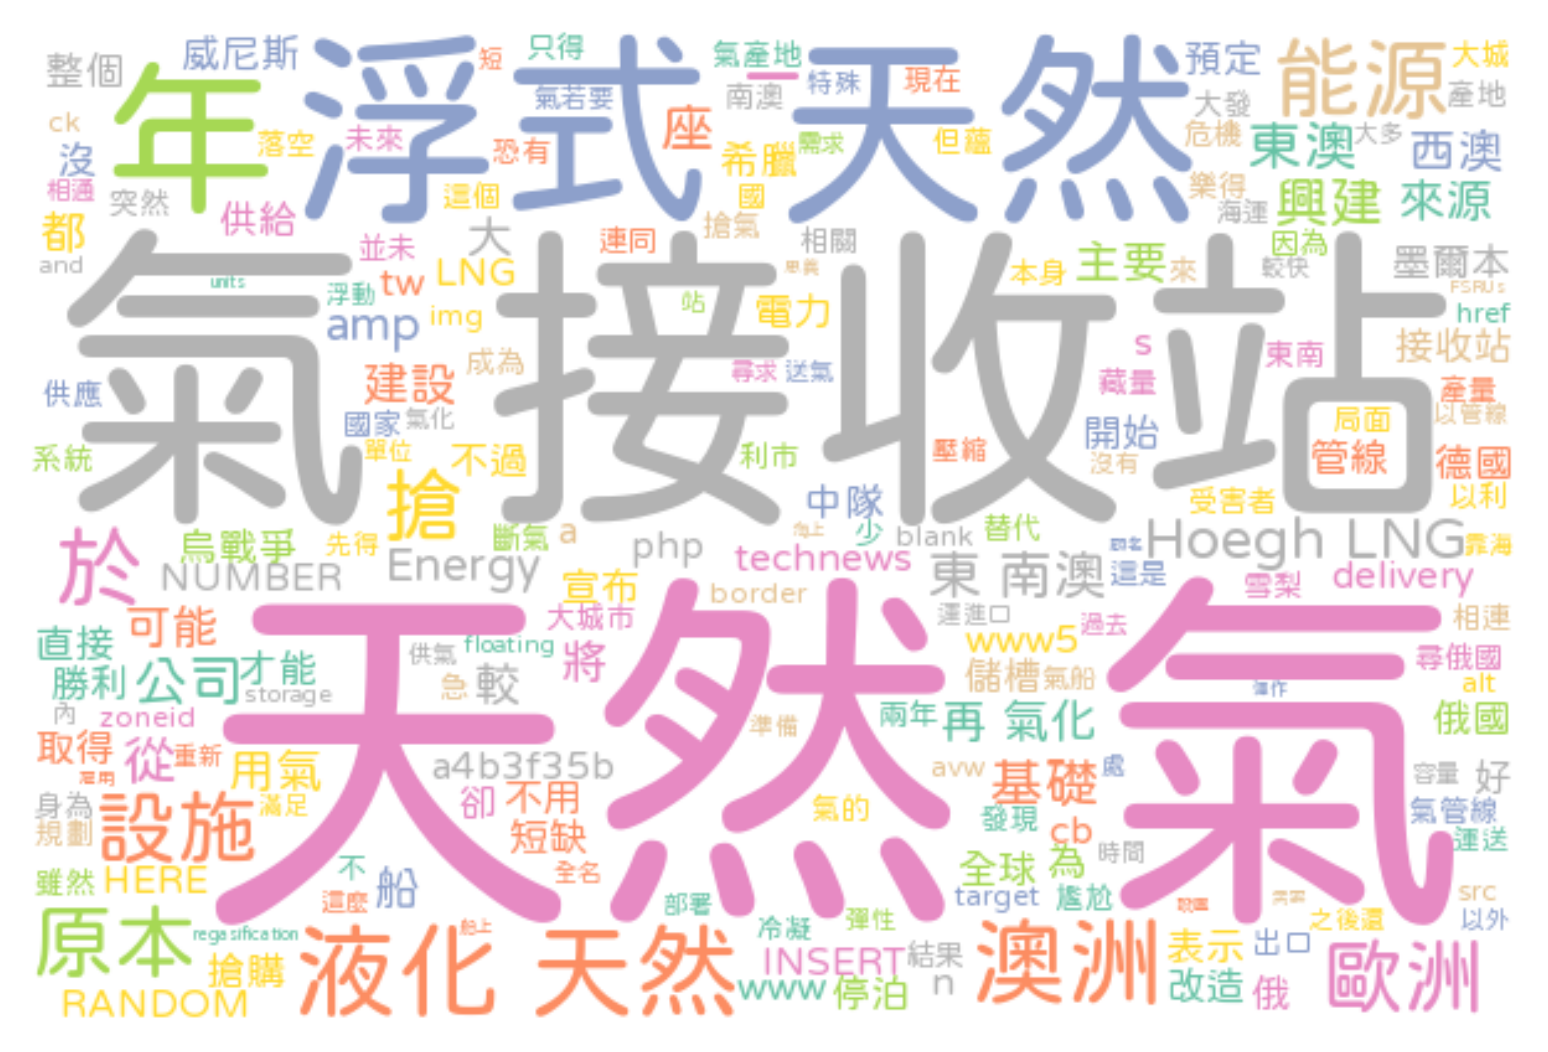 整個 威尼斯 短 只得 氣產地 預定 能源 大城
年 浮式 天然 氣若要 南澳 特殊 現在 大發 產地
ck 落空 未來 恐有 座 希臘 需求 但蘊 危機 東澳 大多 西澳
沒 相通 突然 供給 這個 國 樂得 海運 興建 來源
都 並未 大 連同 搶氣 相關 因為 墨爾本
and units 浮動 tw LNG 站 電力 本身 主要 來 較快 FSRUs
氣 接收站
amp img href
供應 建設 成為 尋求 送氣 s 東南 接收站
國家 氣化 藏量 產量
系統 單位 不過 利市 壓縮 開始 沒有 局面 以管線
搶 中隊 管線 德國 受害者 以利
於 烏戰爭 先得 斷氣 a 海上 少 blank 替代 Hoegh LNG 靠海
NUMBER Energy php technews 東 南澳 這是 雪梨 delivery
宣布 border
天然 氣
直接 可能 大城市 運進口 www5 過去 相連
勝利 公司 才能 供氣 floating 將 儲槽 氣船 尋俄國
storage 急 較 alt
內 zoneid 準備 兩年 再 氣化 俄國
取得 從 重新 用氣 a4b3f35b avw 基礎 處 容量 好
身為 設施 滿足 卻 不用 氣的 發現 cb 氣管線
規劃 短缺 時間 運送
雖然 HERE 不 船 全名 全球 為 src
這麼 部署 target 尷尬 之後還 以外
原本 regasification 船上 冷凝 彈性
搶購 液化 天然 INSERT 結果 澳洲 表示 出口 歐洲
RANDOM www 停泊 n 改造 俄